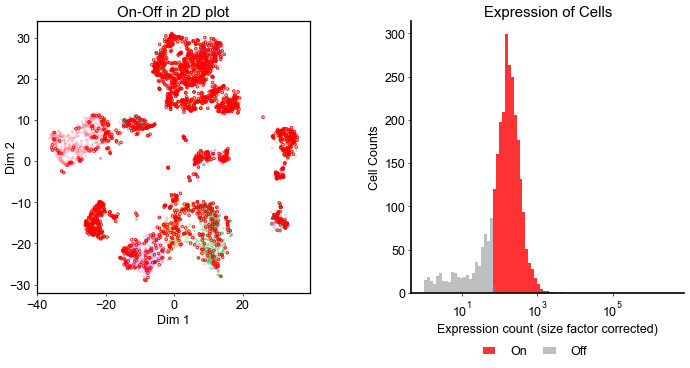 On-Off in 2D plot
30
20
10
0
−10
−20
−30
−40
−20
0
20
Dim 2
Dim 1
Expression of Cells
300
250
200
150
100
50
0
10^1
10^3
10^5
Cell Counts
Expression count (size factor corrected)
On
Off